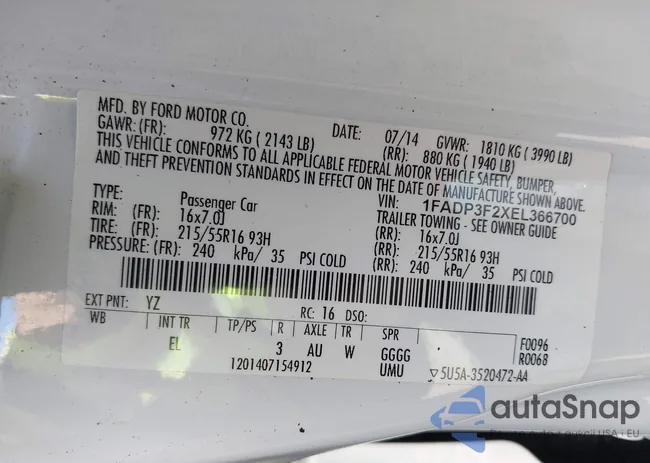 MFD. BY FORD MOTOR CO. DATE: 07/14 GVWR: 1810 KG ( 3990 LB)
GAWR: (FR): 972 KG ( 2143 LB) (RR): 880 KG ( 1940 LB)
THIS VEHICLE CONFORMS TO ALL APPLICABLE FEDERAL MOTOR VEHICLE SAFETY, BUMPER,
AND THEFT PREVENTION STANDARDS IN EFFECT ON THE DATE OF MANUFACTURE SHOWN ABOVE.
VIN: 1FADP3F2XEL366700
TYPE: Passenger Car TRAILER TOWING - SEE OWNER GUIDE
RIM: (FR): 16x7.0J (RR): 16x7.0J
TIRE: (FR): 215/55R16 93H (RR): 215/55R16 93H
PRESSURE: (FR): 240 kPa/ 35 PSI COLD (RR): 240 kPa/ 35 PSI COLD
EXT PNT: YZ RC: 16 DSO:
WB INT TR TP/PS R AXLE TR SPR F0096
EL 3 AU W GGGG R0068
1201407154912 UMU ▽5U5A-3520472-AA
autoSnap